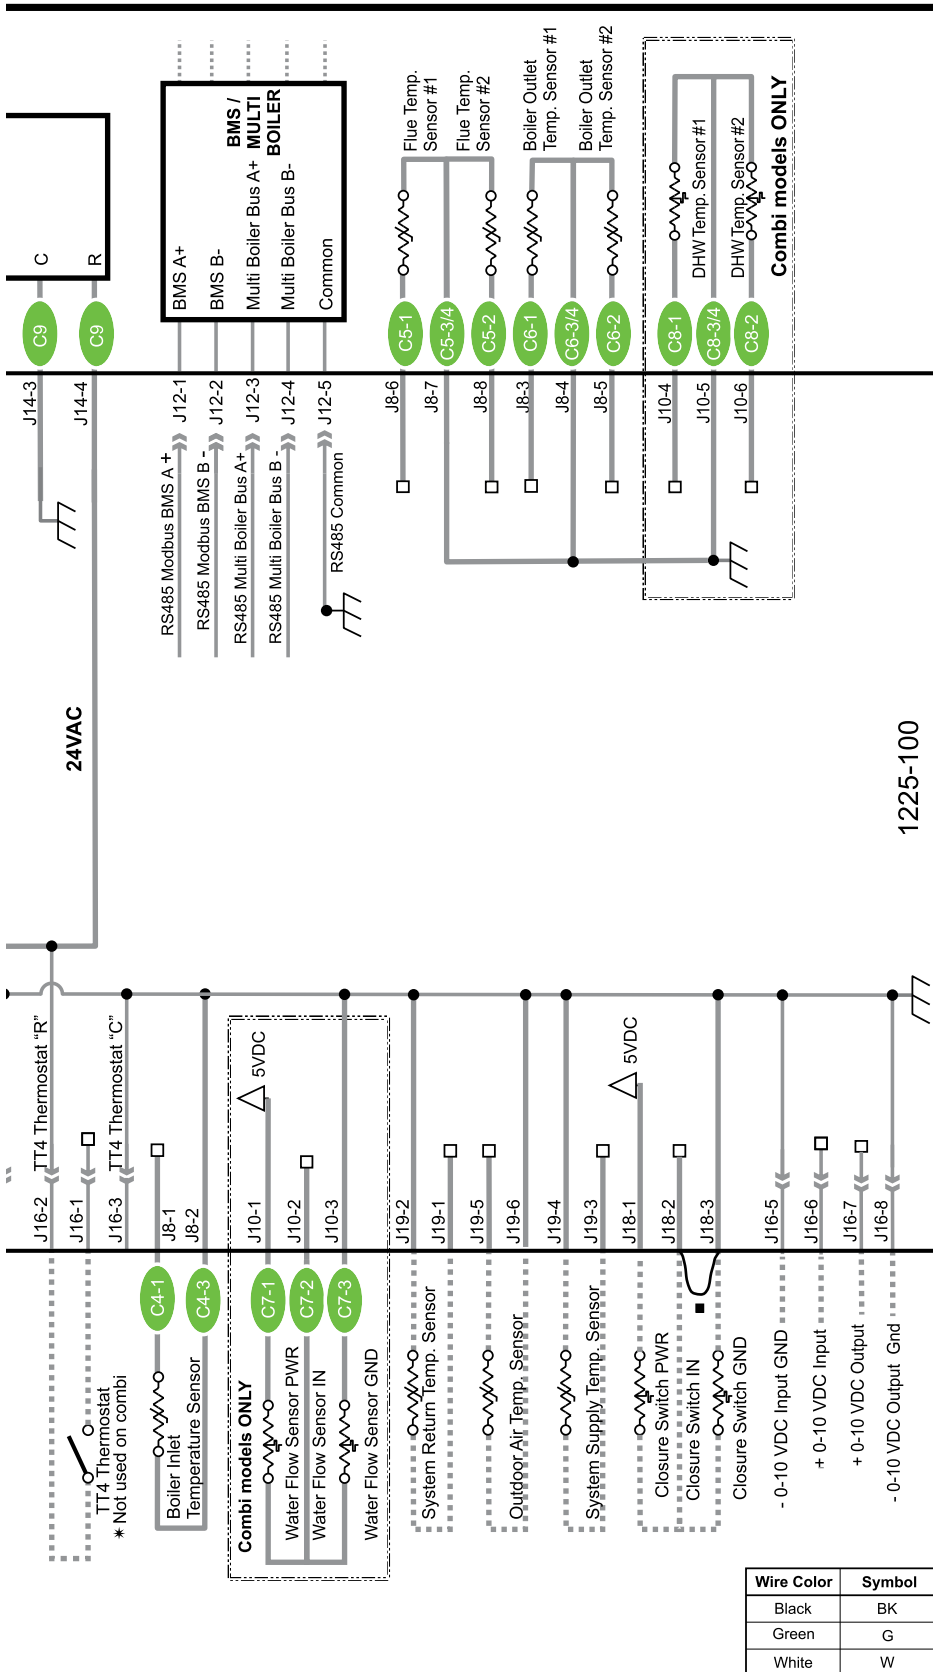 C
R
C9
C9
J14-3
J14-4
24VAC
BMS /
MULTI
BOILER
BMS A+
BMS B-
Multi Boiler Bus A+
Multi Boiler Bus B-
Common
J12-1
J12-2
J12-3
J12-4
J12-5
RS485 Modbus BMS A +
RS485 Modbus BMS B -
RS485 Multi Boiler Bus A+
RS485 Multi Boiler Bus B -
RS485 Common
Flue Temp.
Sensor #1
Flue Temp.
Sensor #2
Boiler Outlet
Temp. Sensor #1
Boiler Outlet
Temp. Sensor #2
C5-1
C5-3/4
C5-2
C6-1
C6-3/4
C6-2
J8-6
J8-7
J8-8
J8-3
J8-4
J8-5
DHW Temp. Sensor #1
DHW Temp. Sensor #2
Combi models ONLY
C8-1
C8-3/4
C8-2
J10-4
J10-5
J10-6
1225-100
TT4 Thermostat “R”
TT4 Thermostat “C”
J16-2
J16-1
J16-3
TT4 Thermostat
✶ Not used on combi
J8-1
J8-2
C4-1
C4-3
Boiler Inlet
Temperature Sensor
5VDC
J10-1
J10-2
J10-3
C7-1
C7-2
C7-3
Combi models ONLY
Water Flow Sensor PWR
Water Flow Sensor IN
Water Flow Sensor GND
J19-2
J19-1
J19-5
J19-6
J19-4
J19-3
System Return Temp. Sensor
Outdoor Air Temp. Sensor
System Supply Temp. Sensor
5VDC
J18-1
J18-2
J18-3
Closure Switch PWR
Closure Switch IN
Closure Switch GND
J16-5
J16-6
J16-7
J16-8
- 0-10 VDC Input GND
+ 0-10 VDC Input
+ 0-10 VDC Output
- 0-10 VDC Output Gnd
Wire Color Symbol
Black BK
Green G
White W